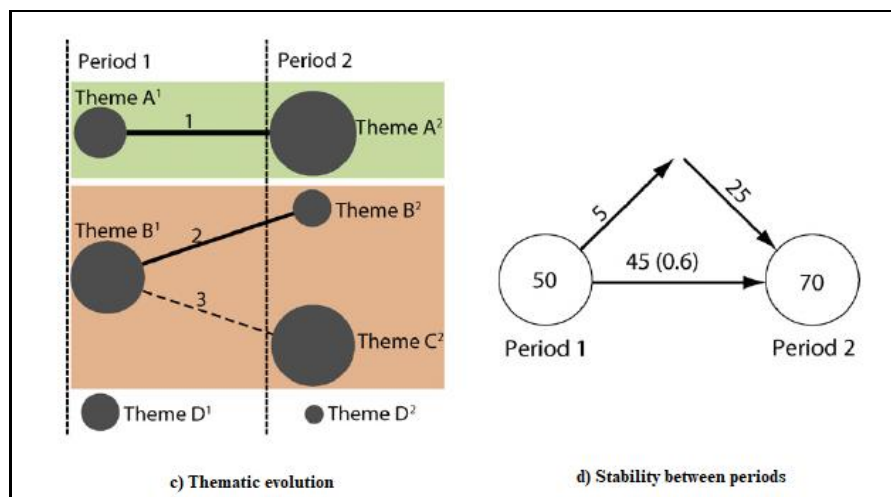 Period 1
Period 2
Theme A¹
1
Theme A²
Theme B¹
2
Theme B²
3
Theme C²
Theme D¹
Theme D²
c) Thematic evolution
5
25
45 (0.6)
50
70
Period 1
Period 2
d) Stability between periods